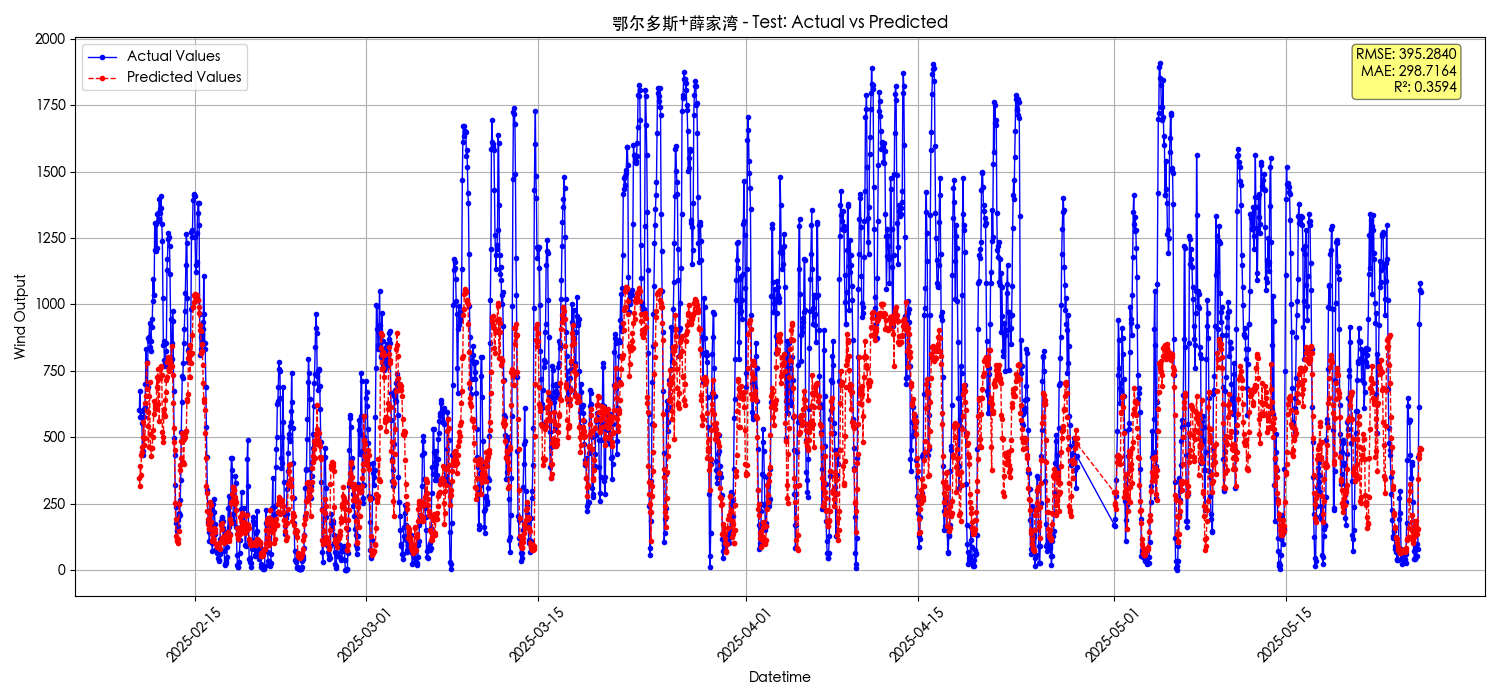 鄂尔多斯+薛家湾 - Test: Actual vs Predicted
Actual Values
Predicted Values
RMSE: 395.2840
MAE: 298.7164
R²: 0.3594
Wind Output
2000
1750
1500
1250
1000
750
500
250
0
2025-02-15
2025-03-01
2025-03-15
2025-04-01
2025-04-15
2025-05-01
2025-05-15
Datetime